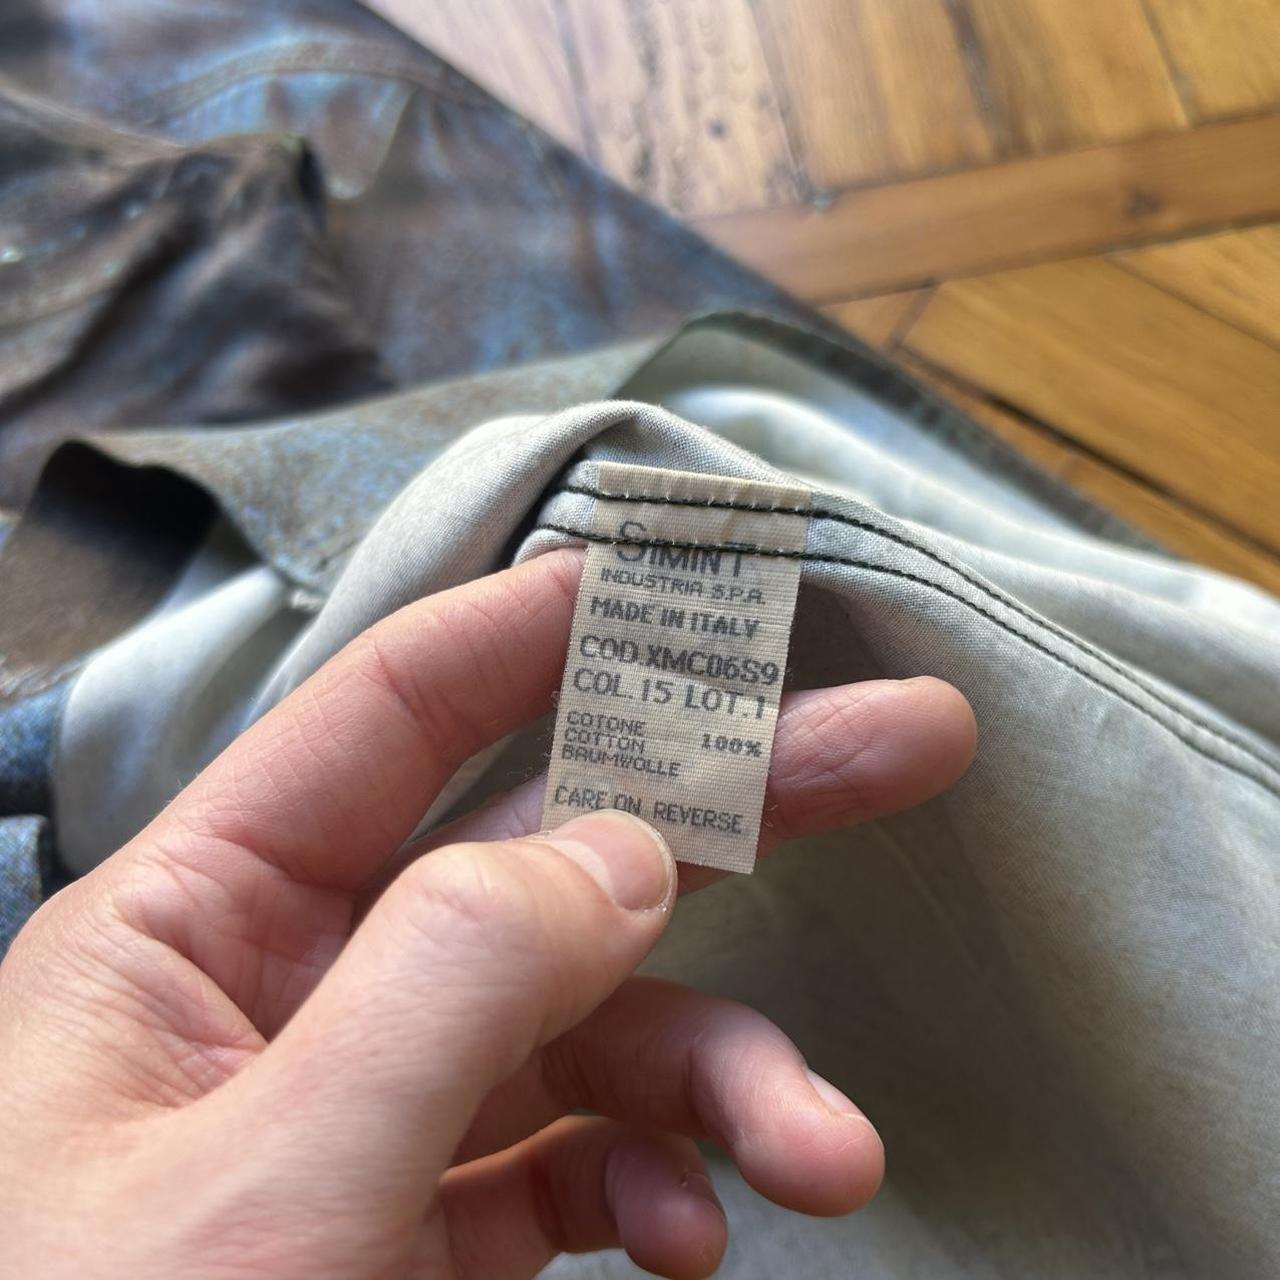 SIMINT
INDUSTRIA S.P.A.
MADE IN ITALY
COD.XMC06S9
COL.15 LOT.1
COTONE
COTTON 100%
BAUMWOLLE
CARE ON REVERSE